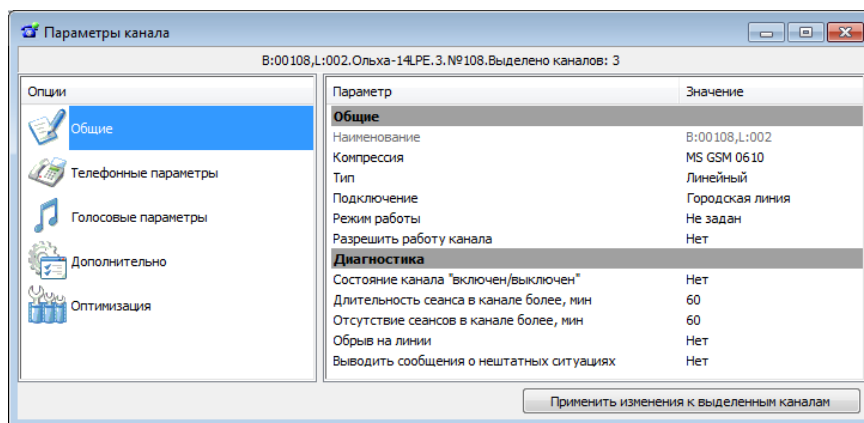 Параметры канала
B:00108,L:002.Ольха-14LPE.3.№108.Выделено каналов: 3
Опции
Общие
Телефонные параметры
Голосовые параметры
Дополнительно
Оптимизация
Параметр Значение
Общие
Наименование B:00108,L:002
Компрессия MS GSM 0610
Тип Линейный
Подключение Городская линия
Режим работы Не задан
Разрешить работу канала Нет
Диагностика
Состояние канала "включен/выключен" Нет
Длительность сеанса в канале более, мин 60
Отсутствие сеансов в канале более, мин 60
Обрыв на линии Нет
Выводить сообщения о нештатных ситуациях Нет
Применить изменения к выделенным каналам